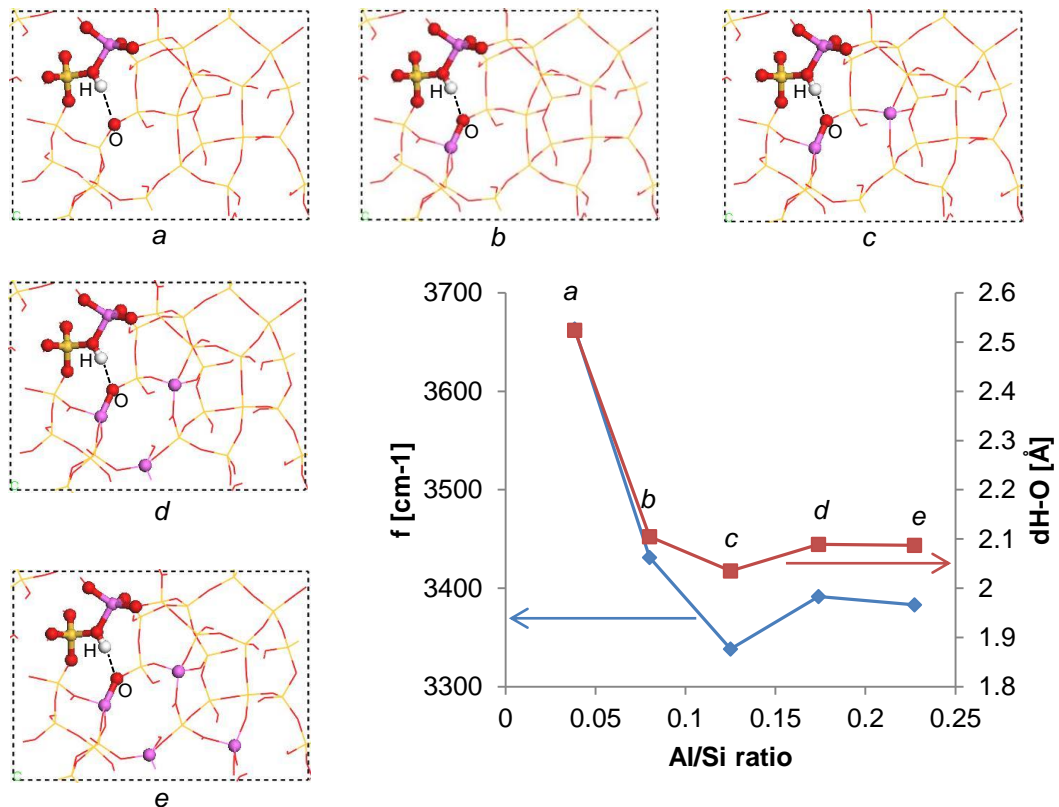 H
O
a
H
O
b
H
O
c
H
O
d
H
O
e
3700
3600
3500
3400
3300
f [cm-1]
a
b
c
d
e
2.6
2.5
2.4
2.3
2.2
2.1
2
1.9
1.8
dH-O [Å]
0
0.05
0.1
0.15
0.2
0.25
Al/Si ratio